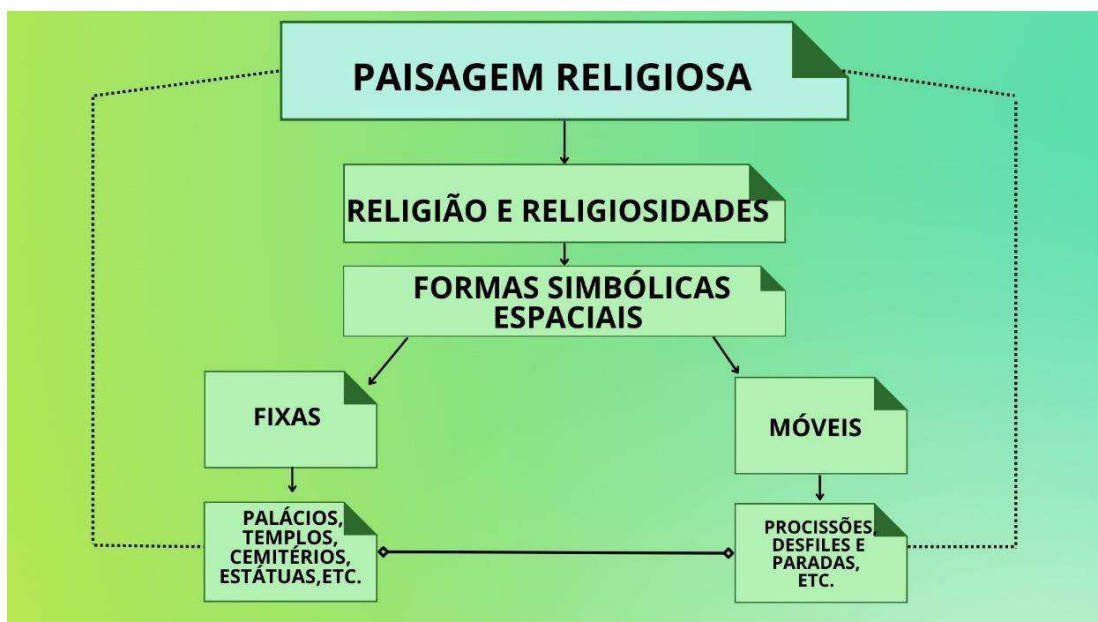 PAISAGEM RELIGIOSA
RELIGIÃO E RELIGIOSIDADES
FORMAS SIMBÓLICAS
ESPACIAIS
FIXAS
MÓVEIS
PALÁCIOS,
TEMPLOS,
CEMITÉRIOS,
ESTÁTUAS,ETC.
PROCISSÕES,
DESFILES E
PARADAS,
ETC.